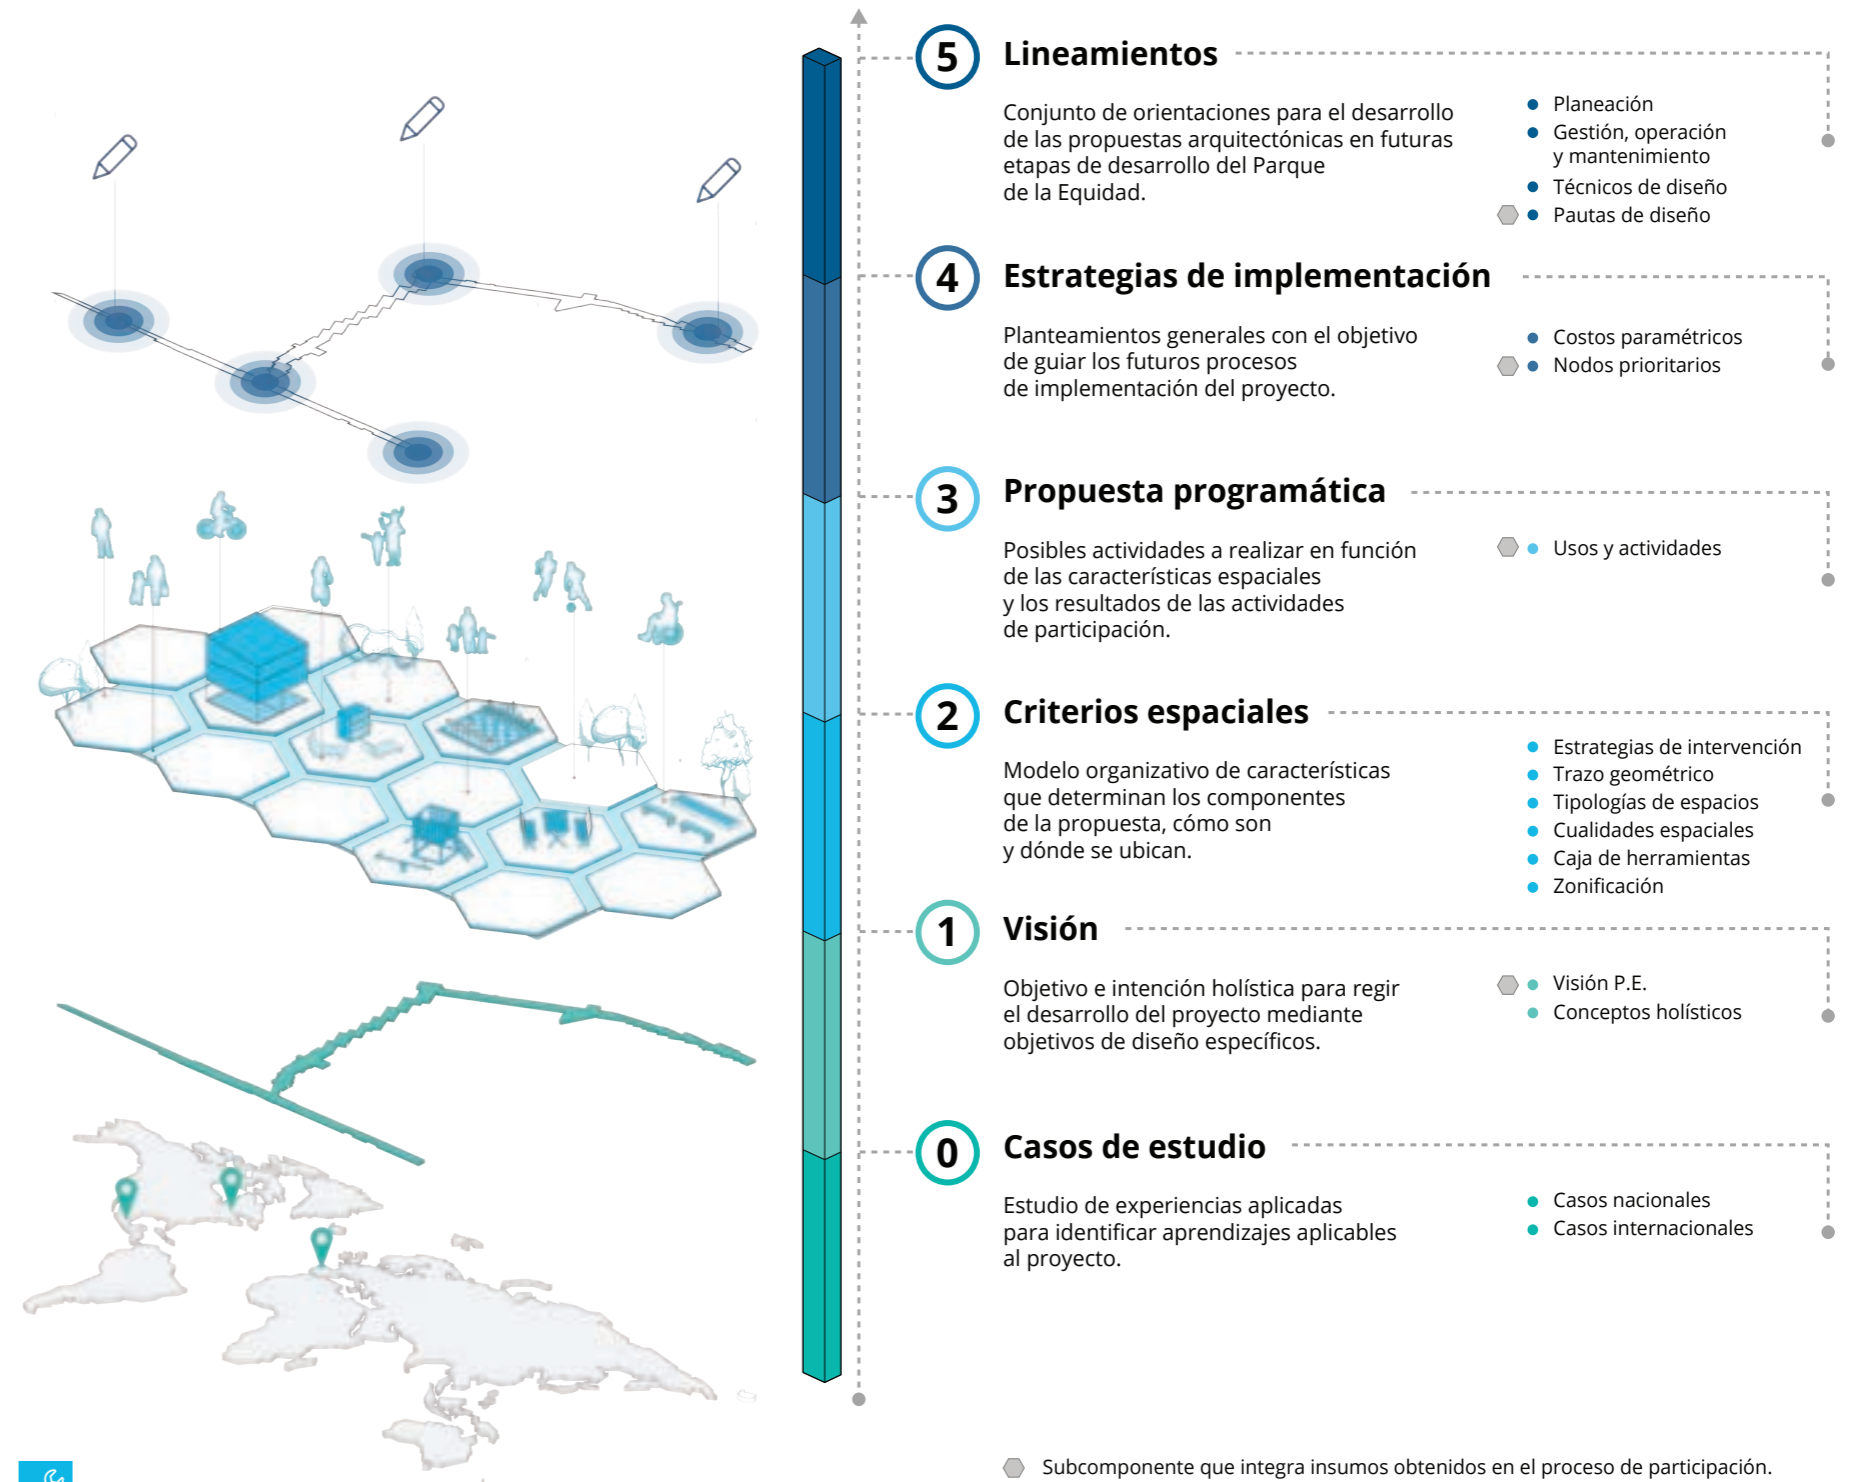 5 Lineamientos
Conjunto de orientaciones para el desarrollo
de las propuestas arquitectónicas en futuras
etapas de desarrollo del Parque
de la Equidad.
Planeación
Gestión, operación
y mantenimiento
Técnicos de diseño
Pautas de diseño
4 Estrategias de implementación
Planteamientos generales con el objetivo
de guiar los futuros procesos
de implementación del proyecto.
Costos paramétricos
Nodos prioritarios
3 Propuesta programática
Posibles actividades a realizar en función
de las características espaciales
y los resultados de las actividades
de participación.
Usos y actividades
2 Criterios espaciales
Modelo organizativo de características
que determinan los componentes
de la propuesta, cómo son
y dónde se ubican.
Estrategias de intervención
Trazo geométrico
Tipologías de espacios
Cualidades espaciales
Caja de herramientas
Zonificación
1 Visión
Objetivo e intención holística para regir
el desarrollo del proyecto mediante
objetivos de diseño específicos.
Visión P.E.
Conceptos holísticos
0 Casos de estudio
Estudio de experiencias aplicadas
para identificar aprendizajes aplicables
al proyecto.
Casos nacionales
Casos internacionales
Subcomponente que integra insumos obtenidos en el proceso de participación.